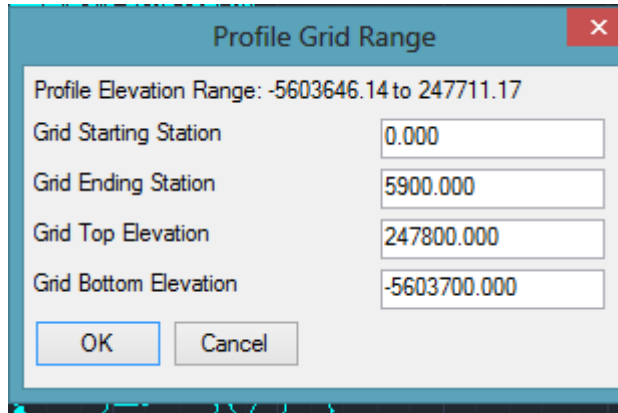 Profile Grid Range
Profile Elevation Range: -5603646.14 to 247711.17
Grid Starting Station 0.000
Grid Ending Station 5900.000
Grid Top Elevation 247800.000
Grid Bottom Elevation -5603700.000
OK Cancel